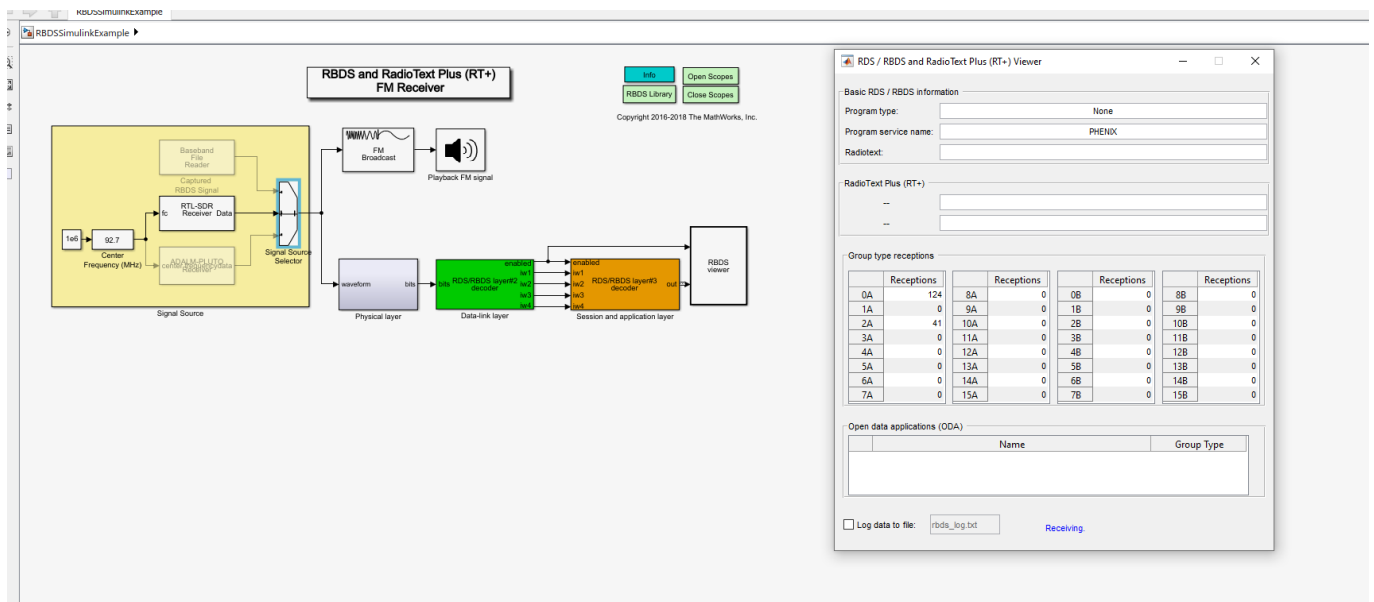 RBDSSimulinkExample
RBDSSimulinkExample
RBDS and RadioText Plus (RT+)
FM Receiver
Info
Open Scopes
RBDS Library
Close Scopes
Copyright 2016-2018 The MathWorks, Inc.
Baseband
File
Reader
Captured
RBDS Signal
RTL-SDR
fc Receiver Data
1e6
92.7
Center
Frequency (MHz)
ADALM-PLUTO
center frequency data
Receiver
Signal Source
Selector
Signal Source
FM
Broadcast
Playback FM signal
waveform bits
Physical layer
enabled
iw1
bits RDS/RBDS layer#2 iw2
decoder
iw3
iw4
Data-link layer
enabled
iw1
iw2 RDS/RBDS layer#3 out
decoder
iw3
iw4
Session and application layer
RBDS
viewer
RDS / RBDS and RadioText Plus (RT+) Viewer
Basic RDS / RBDS information
Program type: None
Program service name: PHENIX
Radiotext:
RadioText Plus (RT+)
--
--
Group type receptions
Receptions Receptions Receptions Receptions
0A 124 8A 0 0B 0 8B 0
1A 0 9A 0 1B 0 9B 0
2A 41 10A 0 2B 0 10B 0
3A 0 11A 0 3B 0 11B 0
4A 0 12A 0 4B 0 12B 0
5A 0 13A 0 5B 0 13B 0
6A 0 14A 0 6B 0 14B 0
7A 0 15A 0 7B 0 15B 0
Open data applications (ODA)
Name Group Type
Log data to file: rbds_log.txt Receiving.